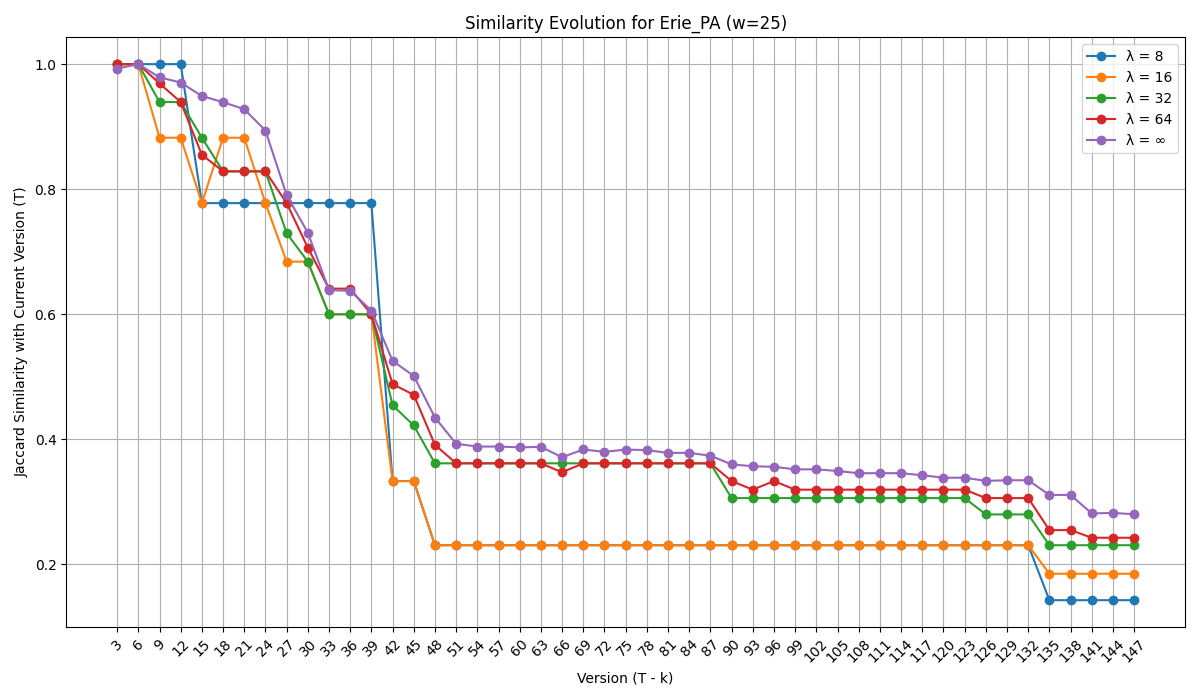 Similarity Evolution for Erie_PA (w=25)
λ = 8
λ = 16
λ = 32
λ = 64
λ = ∞
Jaccard Similarity with Current Version (T)
1.0
0.8
0.6
0.4
0.2
3 6 9 12 15 18 21 24 27 30 33 36 39 42 45 48 51 54 57 60 63 66 69 72 75 78 81 84 87 90 93 96 99 102 105 108 111 114 117 120 123 126 129 132 135 138 141 144 147
Version (T - k)